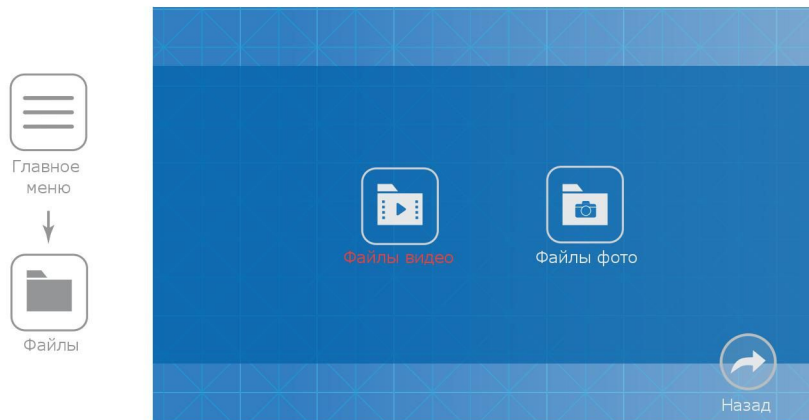 Главное
меню
Файлы
Файлы видео
Файлы фото
Назад